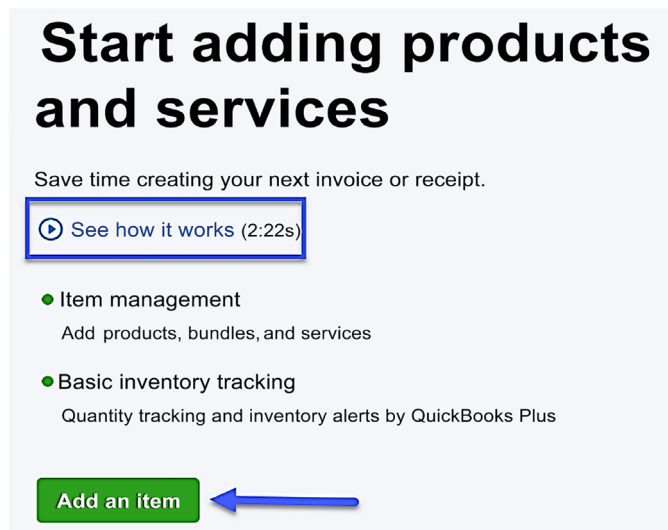 Start adding products
and services
Save time creating your next invoice or receipt.
See how it works (2:22s)
Item management
Add products, bundles, and services
Basic inventory tracking
Quantity tracking and inventory alerts by QuickBooks Plus
Add an item